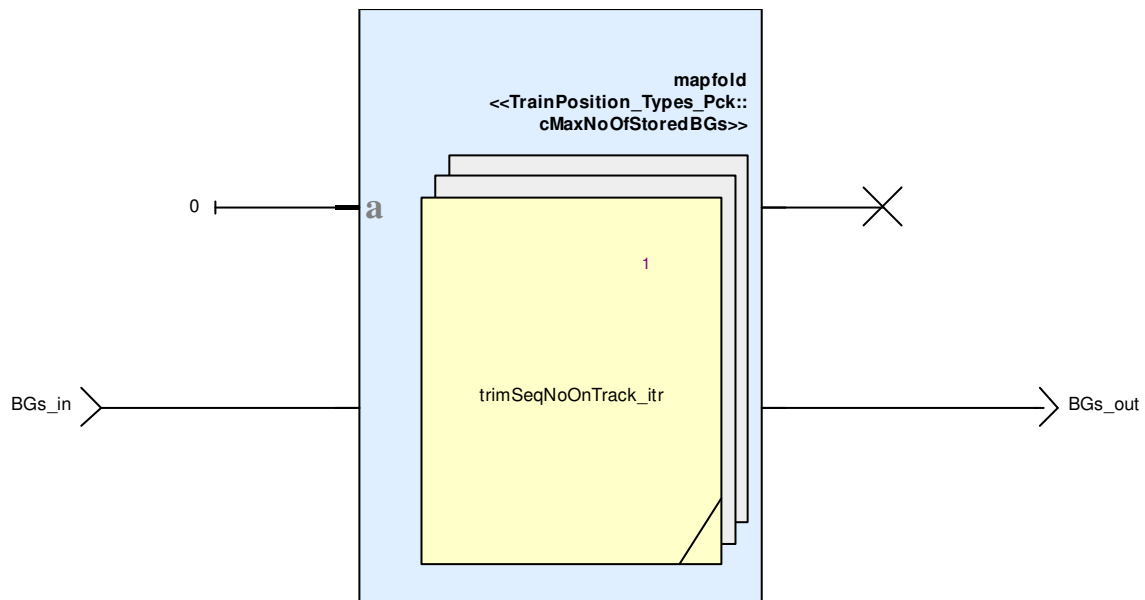 mapfold
<<TrainPosition_Types_Pck::
cMaxNoOfStoredBGs>>
0
a
1
trimSeqNoOnTrack_itr
BGs_in
BGs_out